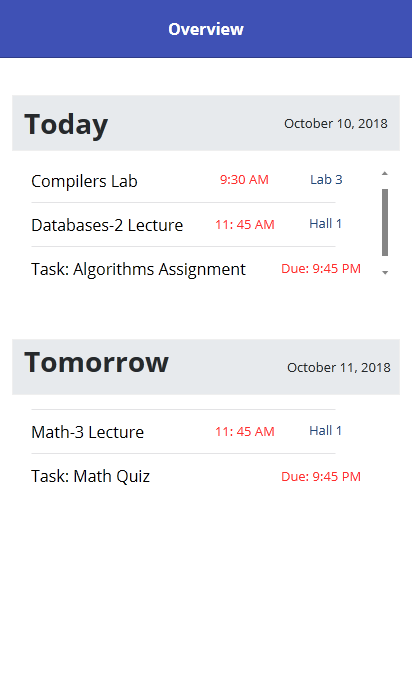 Overview
Today October 10, 2018
Compilers Lab 9:30 AM Lab 3
Databases-2 Lecture 11: 45 AM Hall 1
Task: Algorithms Assignment Due: 9:45 PM
Tomorrow October 11, 2018
Math-3 Lecture 11: 45 AM Hall 1
Task: Math Quiz Due: 9:45 PM